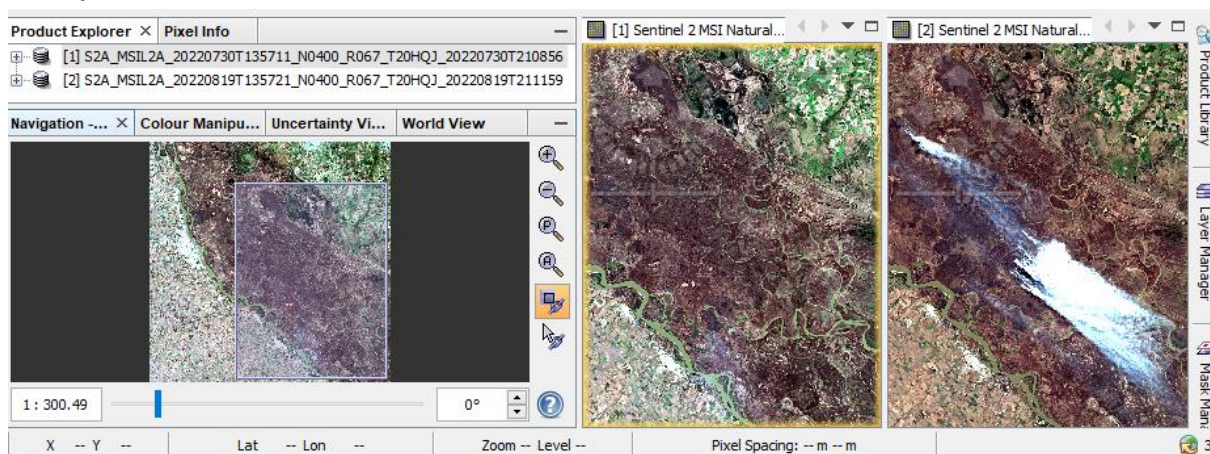 Product Explorer × Pixel Info
[1] S2A_MSIL2A_20220730T135711_N0400_R067_T20HQJ_20220730T210856
[2] S2A_MSIL2A_20220819T135721_N0400_R067_T20HQJ_20220819T211159
Navigation -... × Colour Manipu... Uncertainty Vi... World View
1 : 300.49
0°
[1] Sentinel 2 MSI Natural...
[2] Sentinel 2 MSI Natural...
Product Library
Layer Manager
X -- Y -- Lat -- Lon -- Zoom -- Level -- Pixel Spacing: -- m -- m